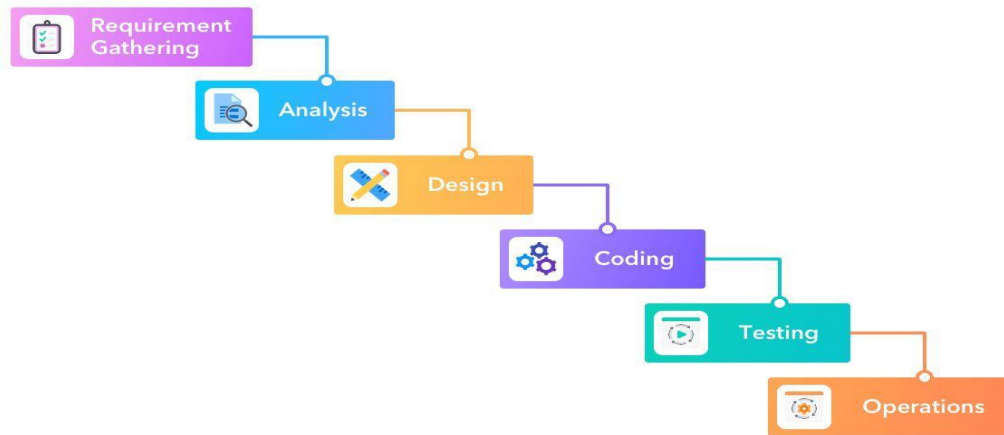 Requirement
Gathering
Analysis
Design
Coding
Testing
Operations